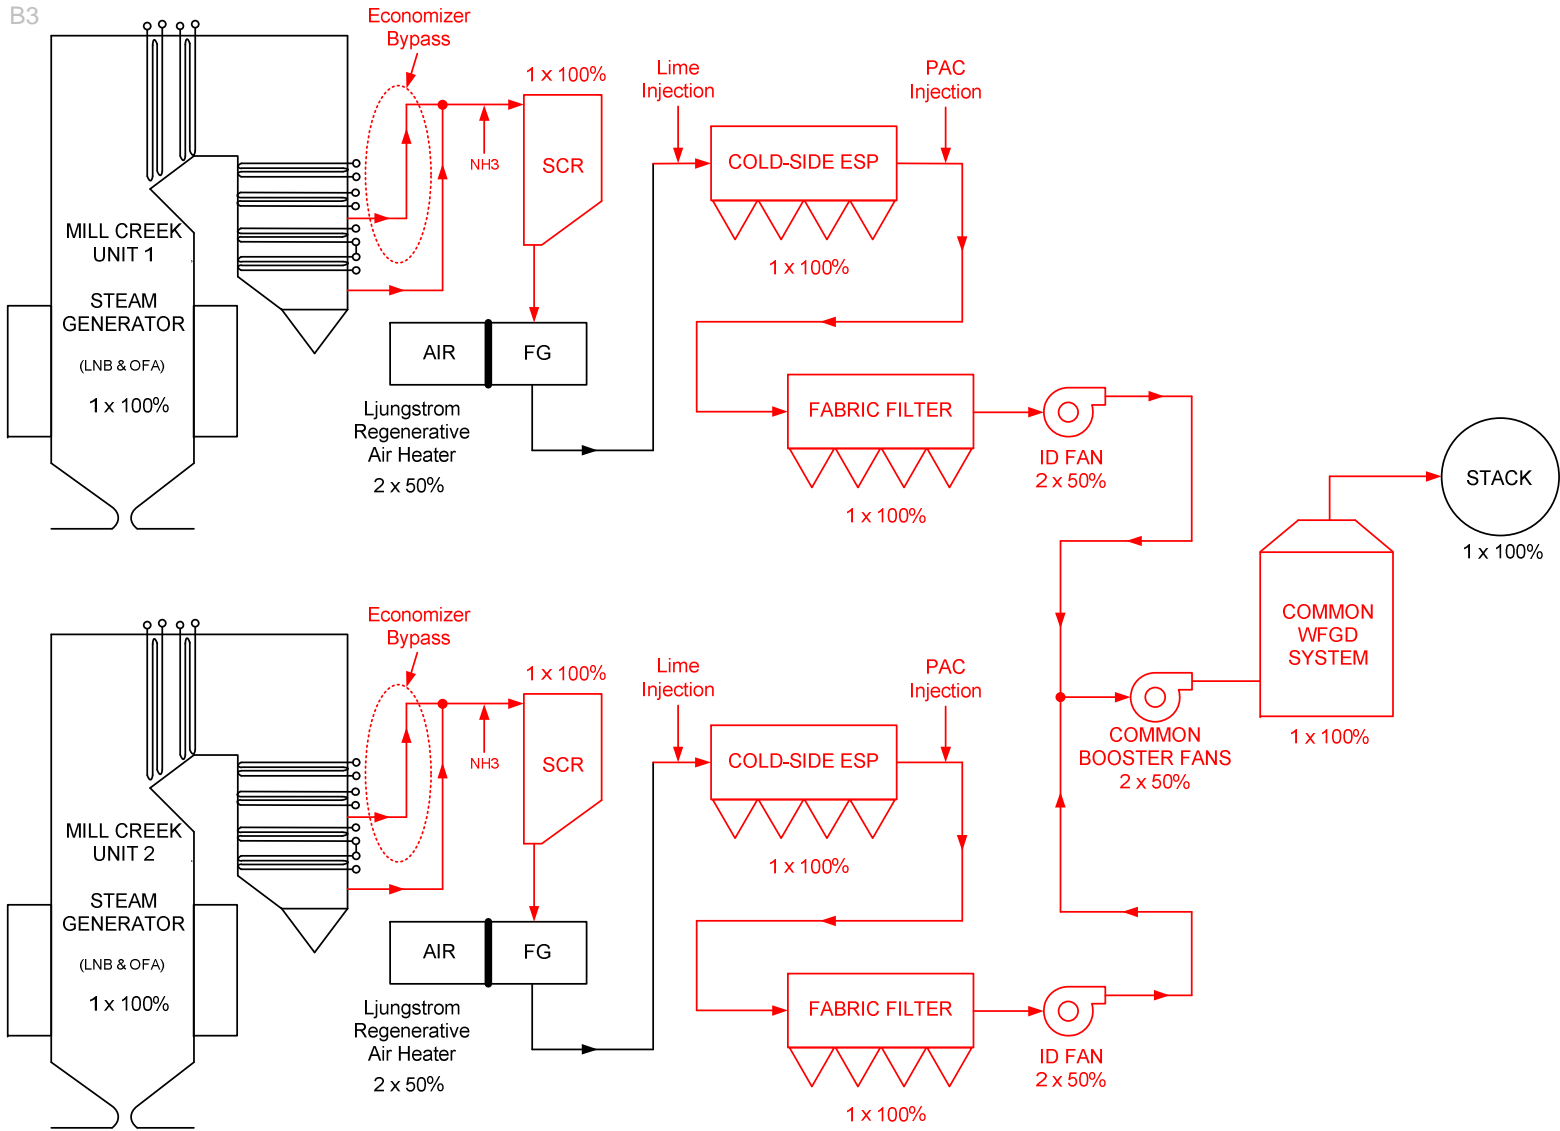 B3
Economizer
Bypass
1 x 100%
NH3
SCR
Lime
Injection
PAC
Injection
COLD-SIDE ESP
1 x 100%
MILL CREEK
UNIT 1
STEAM
GENERATOR
(LNB & OFA)
1 x 100%
AIR
FG
Ljungstrom
Regenerative
Air Heater
2 x 50%
FABRIC FILTER
1 x 100%
ID FAN
2 x 50%
STACK
1 x 100%
COMMON
WFGD
SYSTEM
1 x 100%
COMMON
BOOSTER FANS
2 x 50%
Economizer
Bypass
1 x 100%
NH3
SCR
Lime
Injection
PAC
Injection
COLD-SIDE ESP
1 x 100%
MILL CREEK
UNIT 2
STEAM
GENERATOR
(LNB & OFA)
1 x 100%
AIR
FG
Ljungstrom
Regenerative
Air Heater
2 x 50%
FABRIC FILTER
1 x 100%
ID FAN
2 x 50%